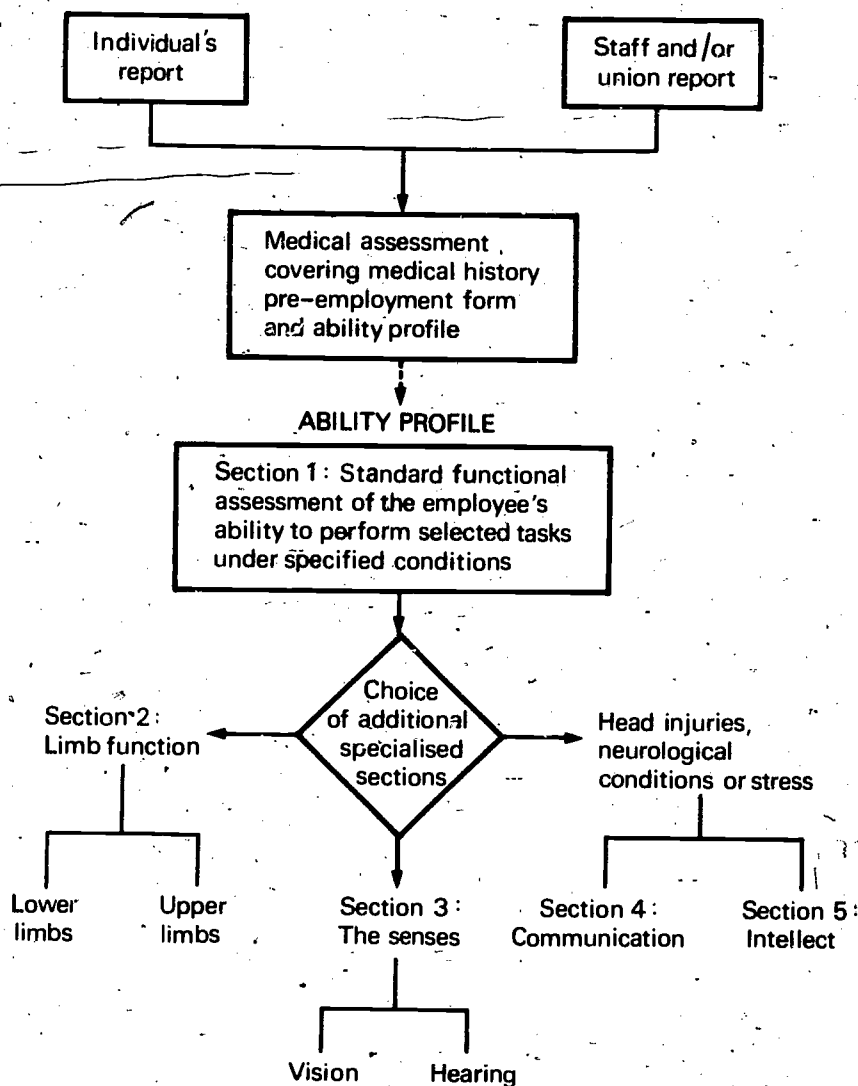 Individual's
report
Staff and/or
union report
Medical assessment
covering medical history
pre-employment form
and ability profile
ABILITY PROFILE
Section 1: Standard functional
assessment of the employee's
ability to perform selected tasks
under specified conditions
Choice
of additional
specialised
sections
Section 2:
Limb function
Head injuries,
neurological
conditions or stress
Lower
limbs
Upper
limbs
Section 3:
The senses
Section 4:
Communication
Section 5:
Intellect
Vision
Hearing